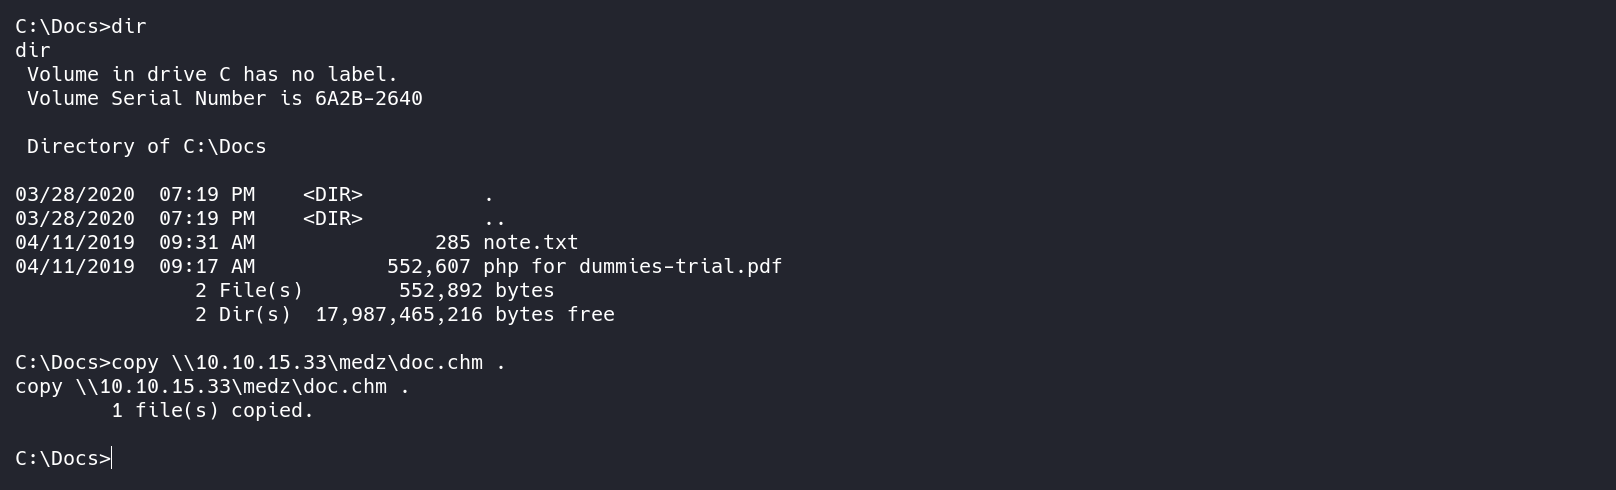 C:\Docs>dir
dir
 Volume in drive C has no label.
 Volume Serial Number is 6A2B-2640

 Directory of C:\Docs

03/28/2020  07:19 PM    <DIR>          .
03/28/2020  07:19 PM    <DIR>          ..
04/11/2019  09:31 AM               285 note.txt
04/11/2019  09:17 AM           552,607 php for dummies-trial.pdf
               2 File(s)        552,892 bytes
               2 Dir(s)  17,987,465,216 bytes free

C:\Docs>copy \\10.10.15.33\medz\doc.chm .
copy \\10.10.15.33\medz\doc.chm .
        1 file(s) copied.

C:\Docs>